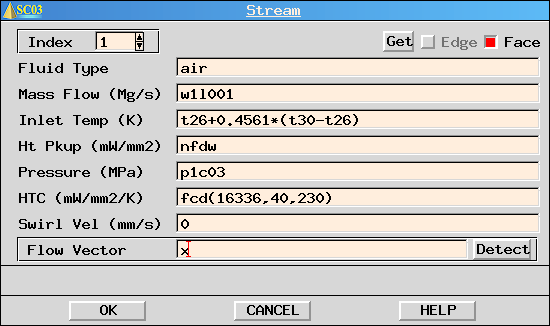 SC03 Stream
Index 1 Get Edge Face
Fluid Type air
Mass Flow (Mg/s) w1l001
Inlet Temp (K) t26+0.4561*(t30-t26)
Ht Pkup (mW/mm2) nfdw
Pressure (MPa) p1c03
HTC (mW/mm2/K) fcd(16336,40,230)
Swirl Vel (mm/s) 0
Flow Vector x Detect
OK CANCEL HELP